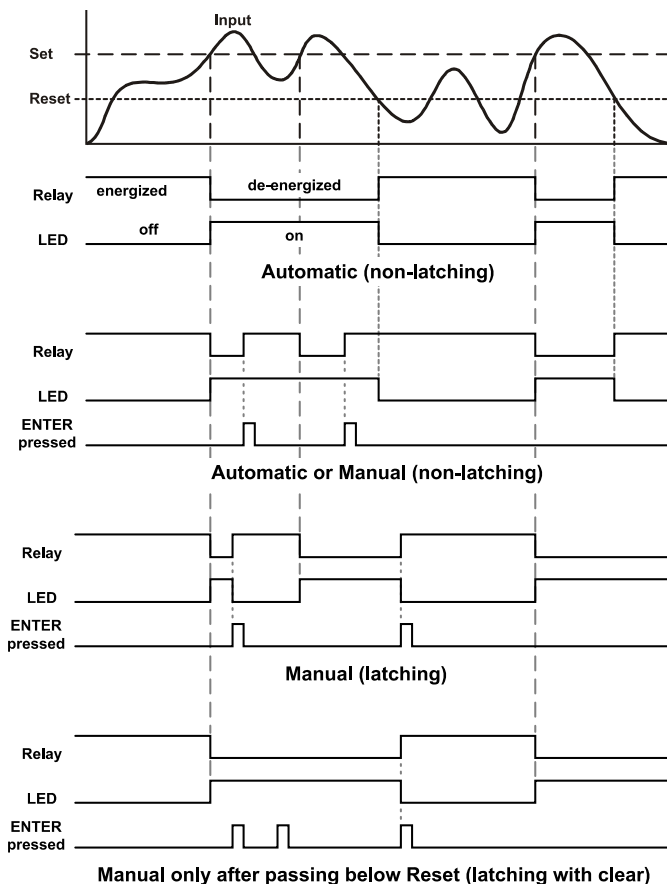 Input
Set
Reset
energized
de-energized
Relay
off
on
LED
Automatic (non-latching)
Relay
LED
ENTER
pressed
Automatic or Manual (non-latching)
Relay
LED
ENTER
pressed
Manual (latching)
Relay
LED
ENTER
pressed
Manual only after passing below Reset (latching with clear)